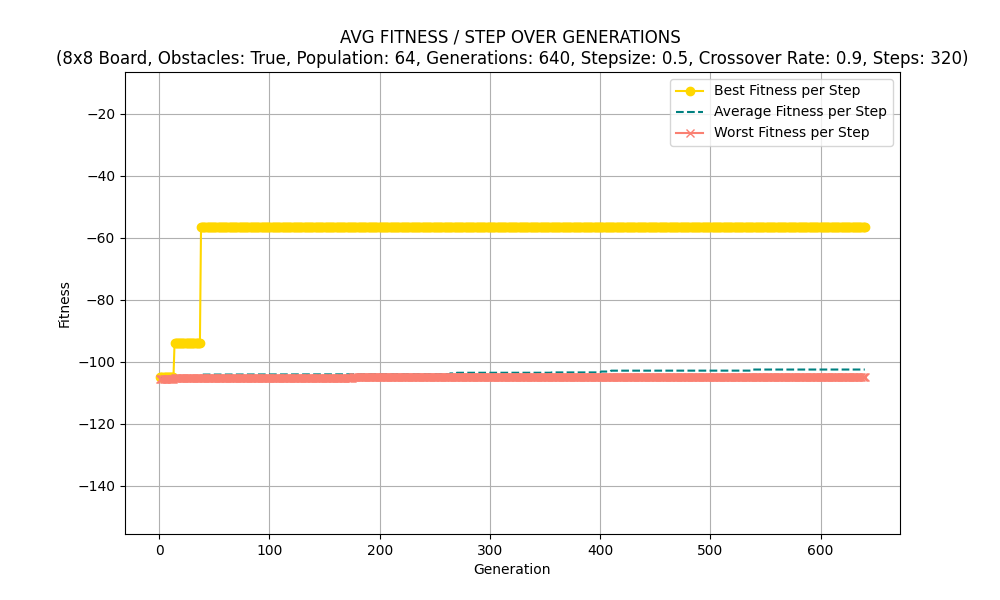 AVG FITNESS / STEP OVER GENERATIONS
(8x8 Board, Obstacles: True, Population: 64, Generations: 640, Stepsize: 0.5, Crossover Rate: 0.9, Steps: 320)
Best Fitness per Step
Average Fitness per Step
Worst Fitness per Step
Fitness
−20
−40
−60
−80
−100
−120
−140
0 100 200 300 400 500 600
Generation